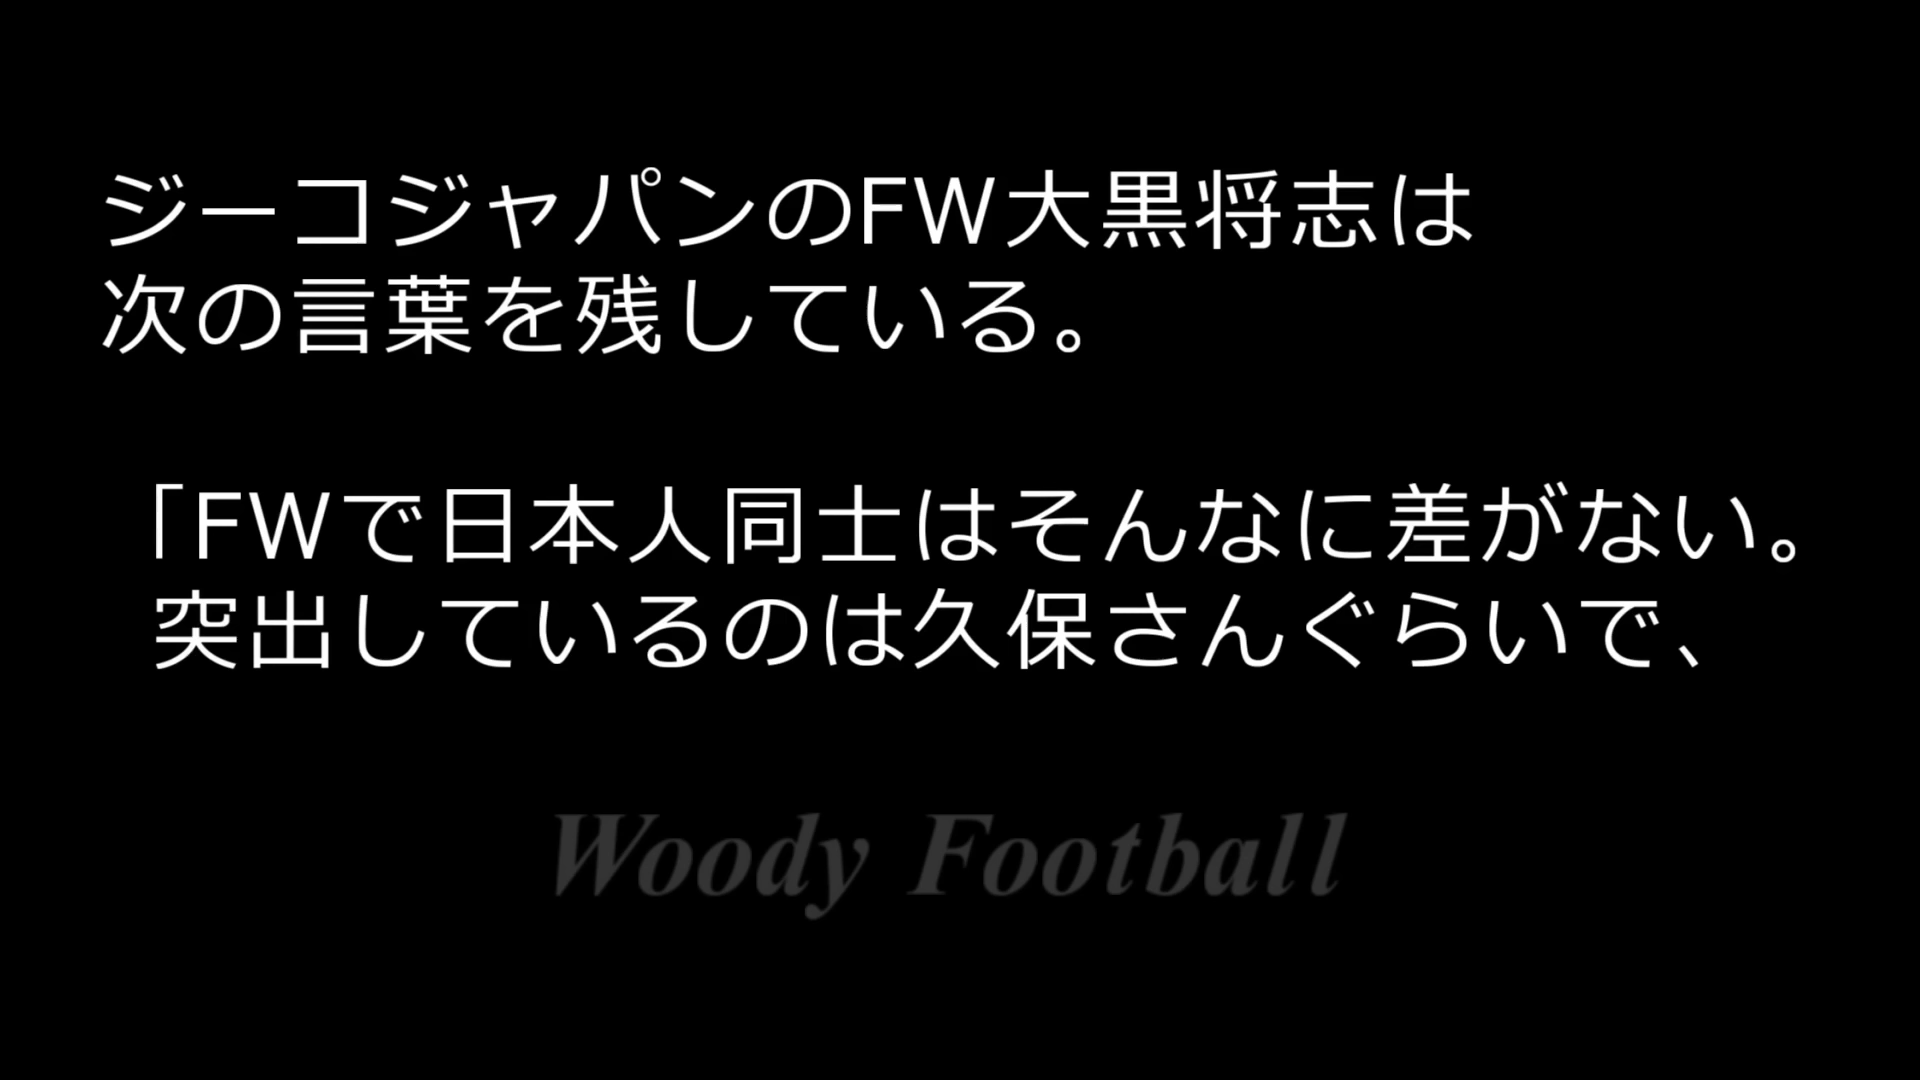 ジーコジャパンのFW大黒将志は
次の言葉を残している。
「FWで日本人同士はそんなに差がない。
突出しているのは久保さんぐらいで、
Woody Football